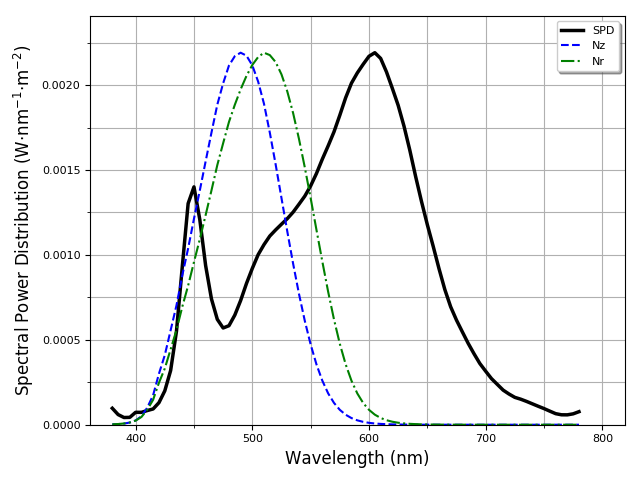 SPD
Nz
Nr
Spectral Power Distribution (W·nm⁻¹·m⁻²)
0.0020
0.0015
0.0010
0.0005
0.0000
400 500 600 700 800
Wavelength (nm)